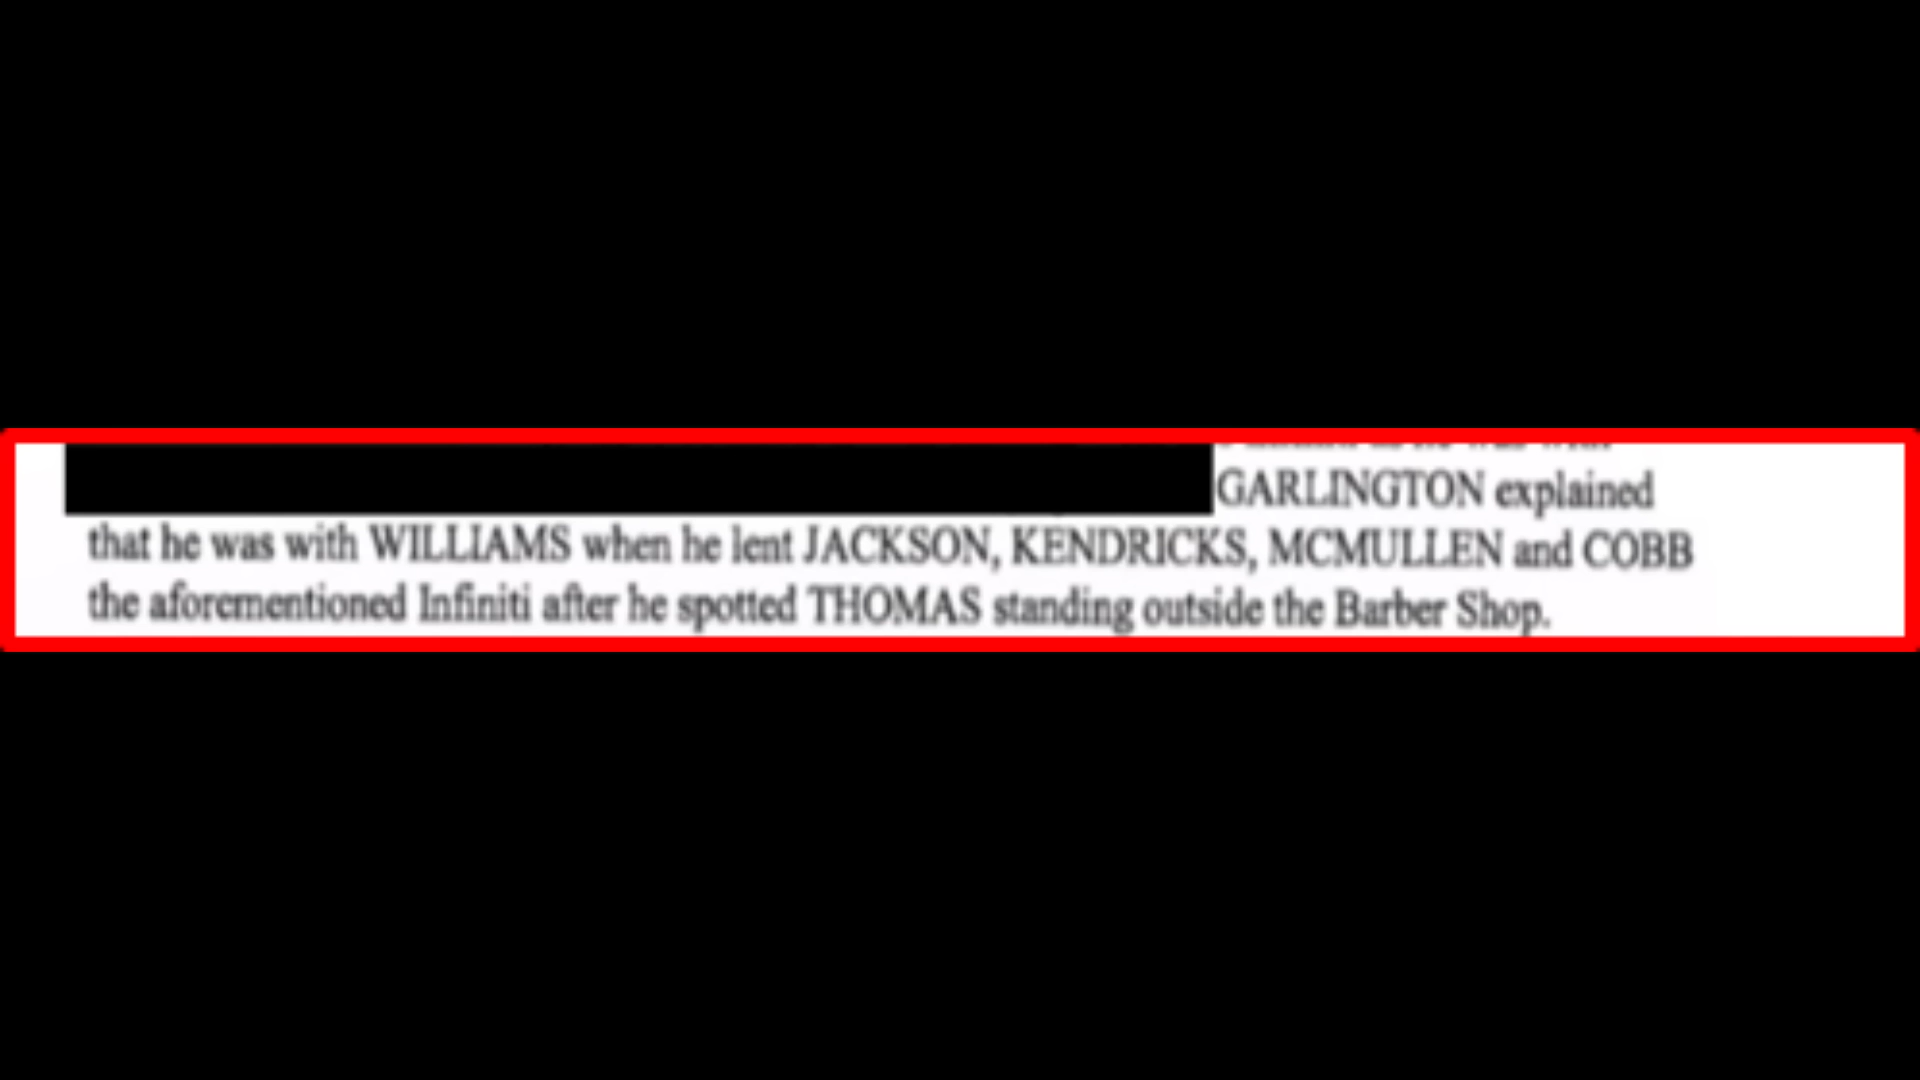 GARLINGTON explained
that he was with WILLIAMS when he lent JACKSON, KENDRICKS, MCMULLEN and COBB
the aforementioned Infiniti after he spotted THOMAS standing outside the Barber Shop.